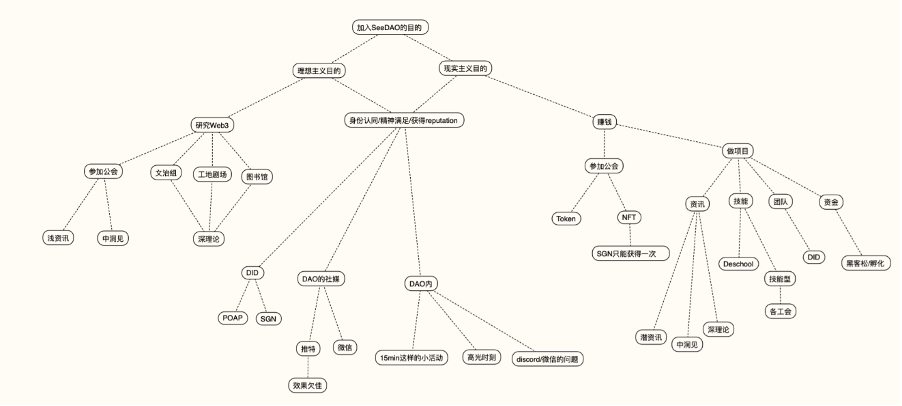 加入SeeDAO的目的
理想主义目的
现实主义目的
研究Web3
身份认同/精神满足/获得reputation
赚钱
做项目
参加公会
文治组
工地剧场
图书馆
参加公会
资讯
技能
团队
资金
浅资讯
中洞见
深理论
Token
NFT
SGN只能获得一次
DID
DAO的社媒
DAO内
Deschool
技能型
DID
黑客松/孵化
POAP
SGN
各工会
推特
微信
15min这样的小活动
高光时刻
discord/微信的问题
潜资讯
中洞见
深理论
效果欠佳